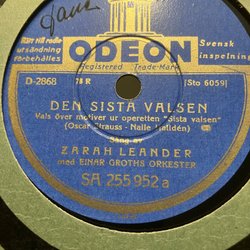 Rätt till radio-
utsändning
förbehålles
ODEON
Svensk
inspelning
Registered Trade-Mark
D-2868 78 R [Sto 6059]
DEN SISTA VALSEN
Vals över motiver ur operetten "Sista valsen"
(Oscar Strauss - Nalle Halldén)
Sång av
ZARAH LEANDER
med EINAR GROTHS ORKESTER
SA 255 952 a